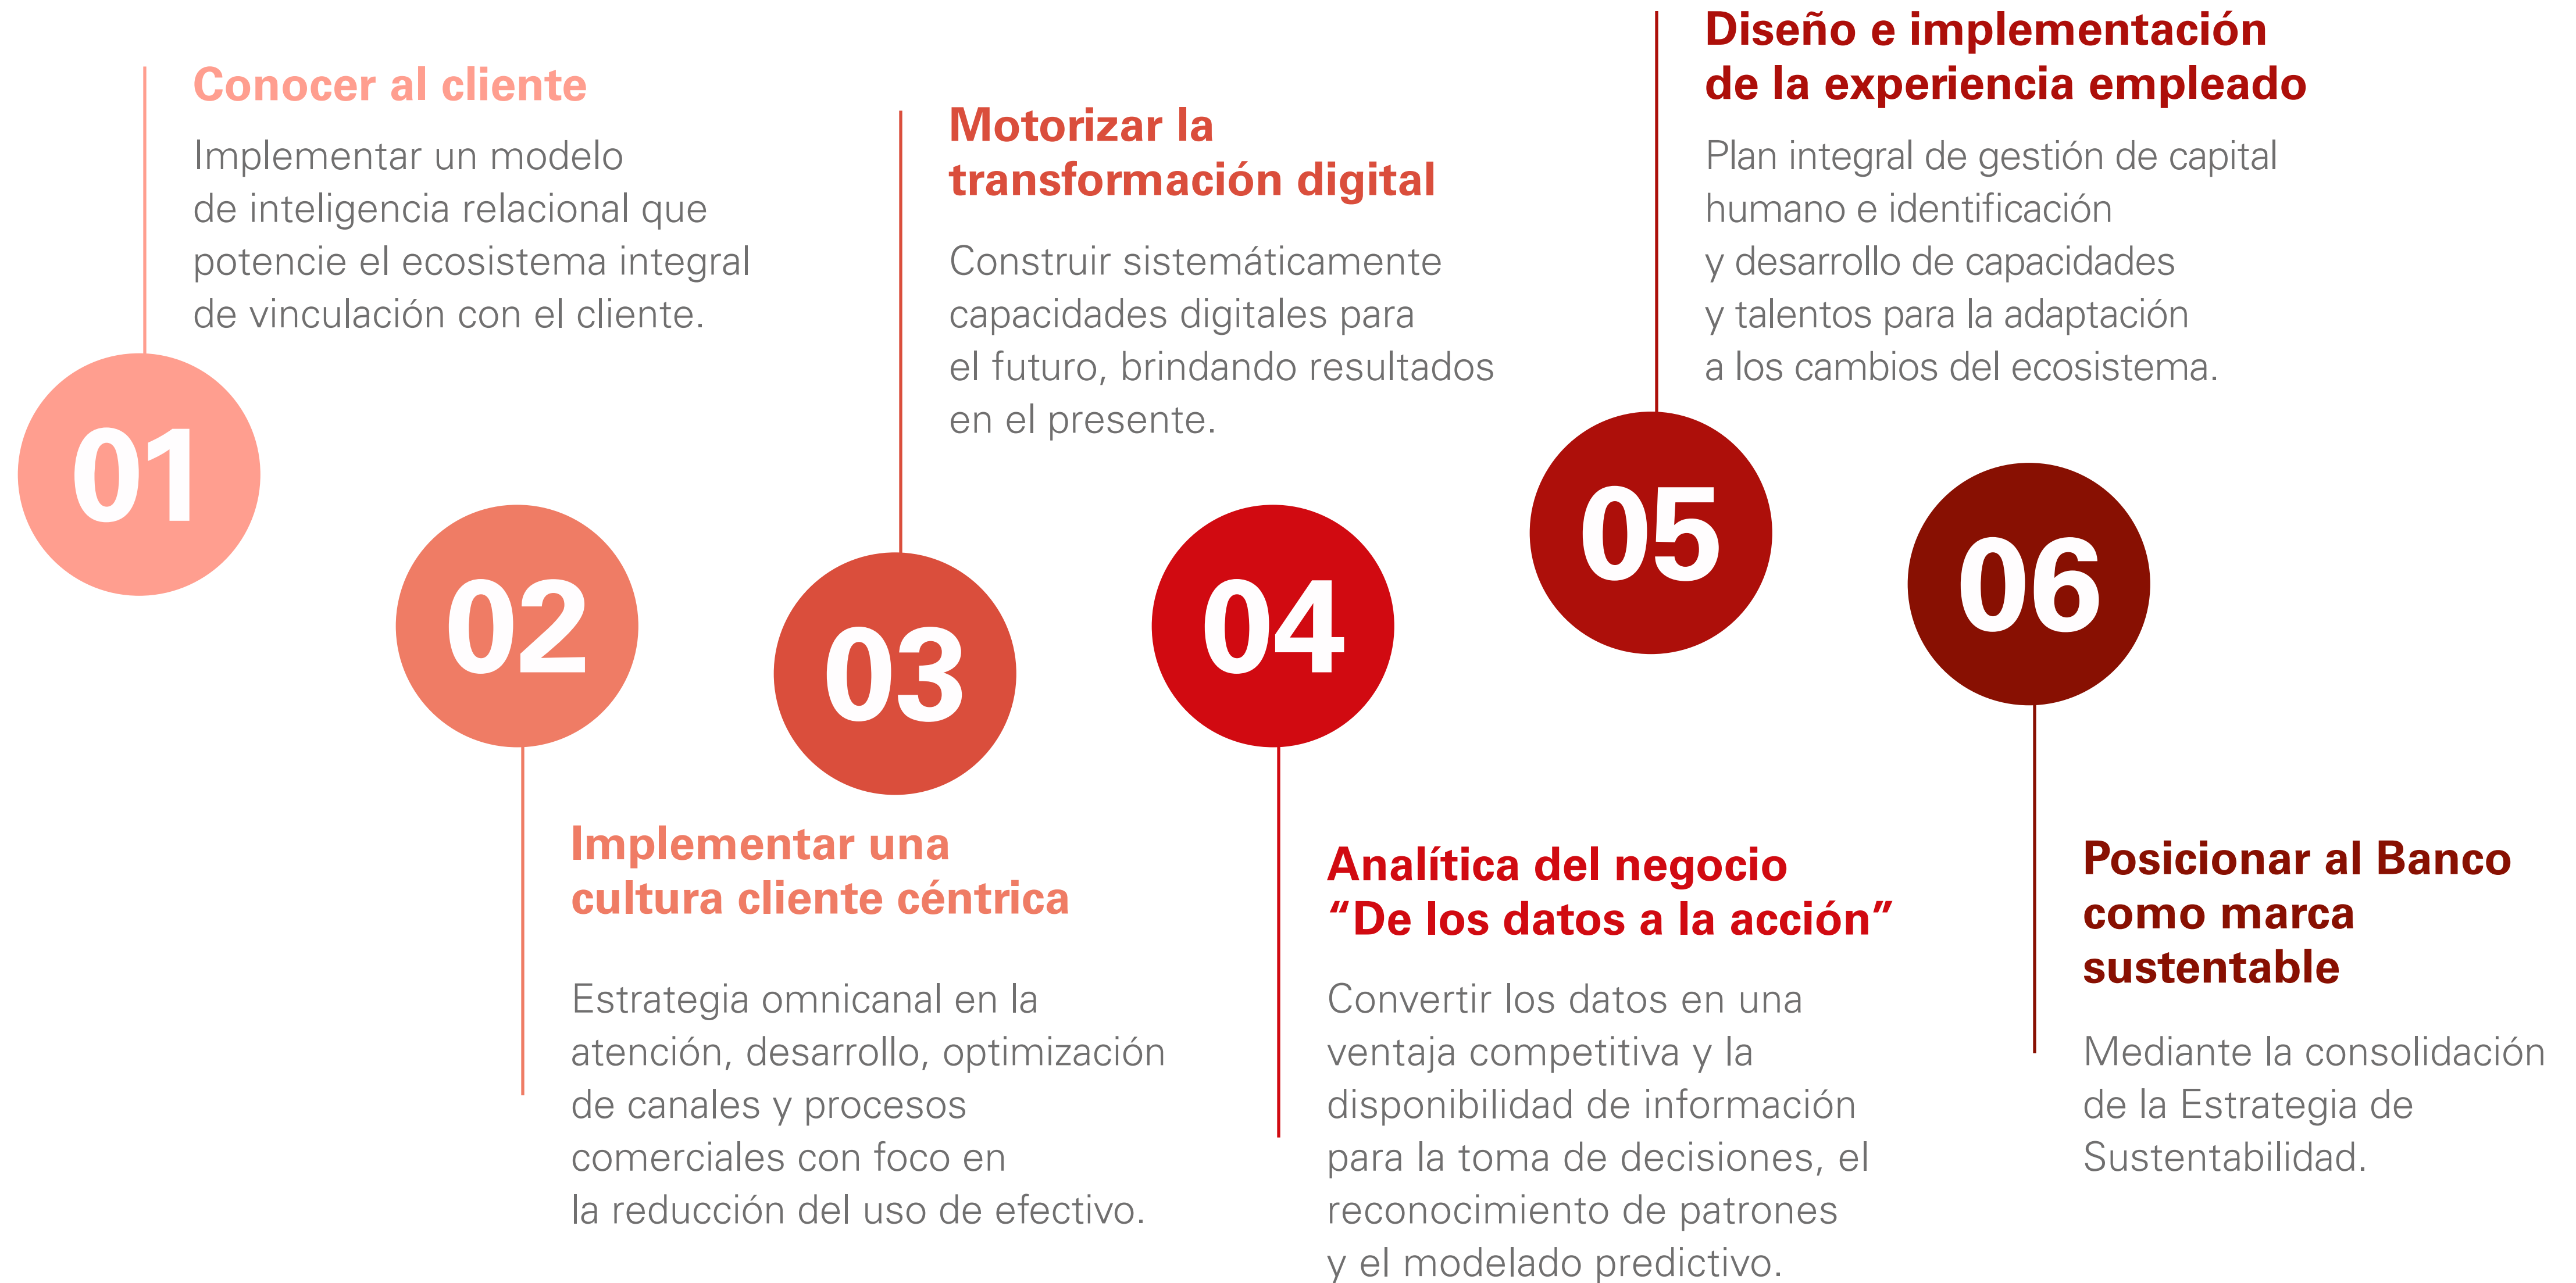 01
Conocer al cliente
Implementar un modelo
de inteligencia relacional que
potencie el ecosistema integral
de vinculación con el cliente.
02
Implementar una
cultura cliente céntrica
Estrategia omnicanal en la
atención, desarrollo, optimización
de canales y procesos
comerciales con foco en
la reducción del uso de efectivo.
03
Motorizar la
transformación digital
Construir sistemáticamente
capacidades digitales para
el futuro, brindando resultados
en el presente.
04
Analítica del negocio
“De los datos a la acción”
Convertir los datos en una
ventaja competitiva y la
disponibilidad de información
para la toma de decisiones, el
reconocimiento de patrones
y el modelado predictivo.
05
Diseño e implementación
de la experiencia empleado
Plan integral de gestión de capital
humano e identificación
y desarrollo de capacidades
y talentos para la adaptación
a los cambios del ecosistema.
06
Posicionar al Banco
como marca
sustentable
Mediante la consolidación
de la Estrategia de
Sustentabilidad.